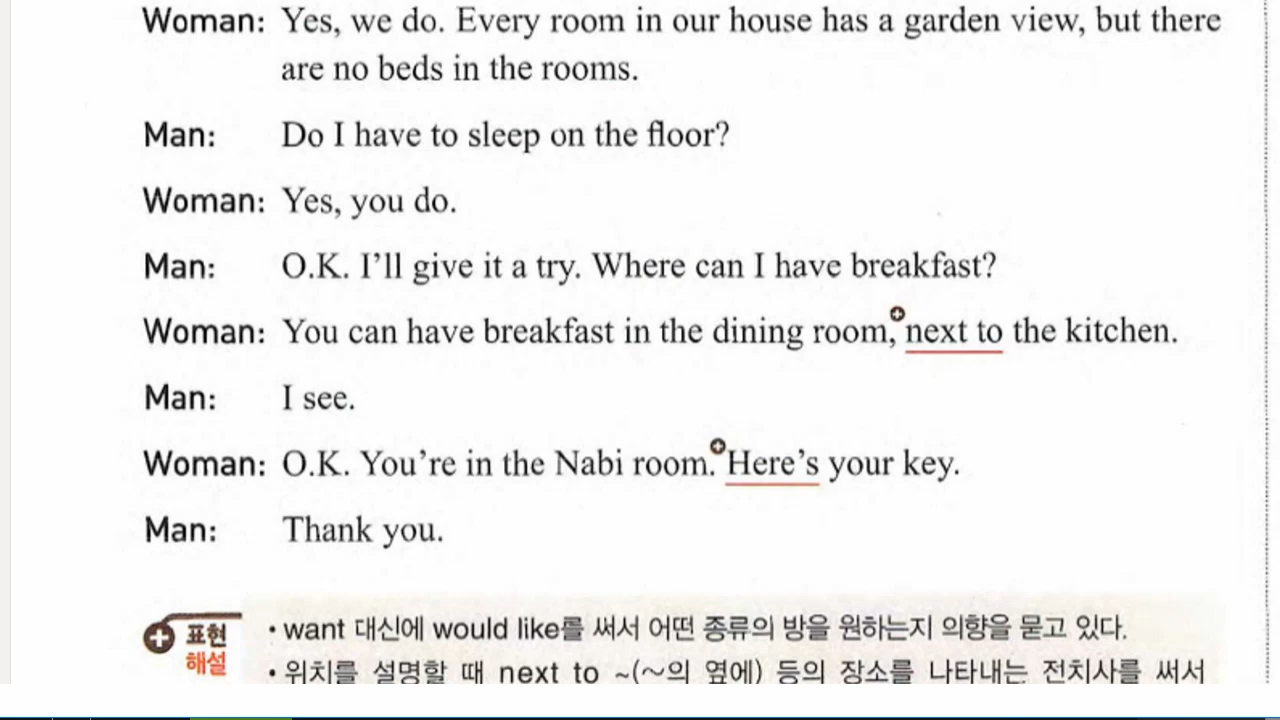 Woman: Yes, we do. Every room in our house has a garden view, but there
are no beds in the rooms.
Man: Do I have to sleep on the floor?
Woman: Yes, you do.
Man: O.K. I'll give it a try. Where can I have breakfast?
Woman: You can have breakfast in the dining room, next to the kitchen.
Man: I see.
Woman: O.K. You're in the Nabi room. Here's your key.
Man: Thank you.
표현
해설
• want 대신에 would like를 써서 어떤 종류의 방을 원하는지 의향을 묻고 있다.
• 위치를 설명할 때 next to ~(~의 옆에) 등의 장소를 나타내는 전치사를 써서